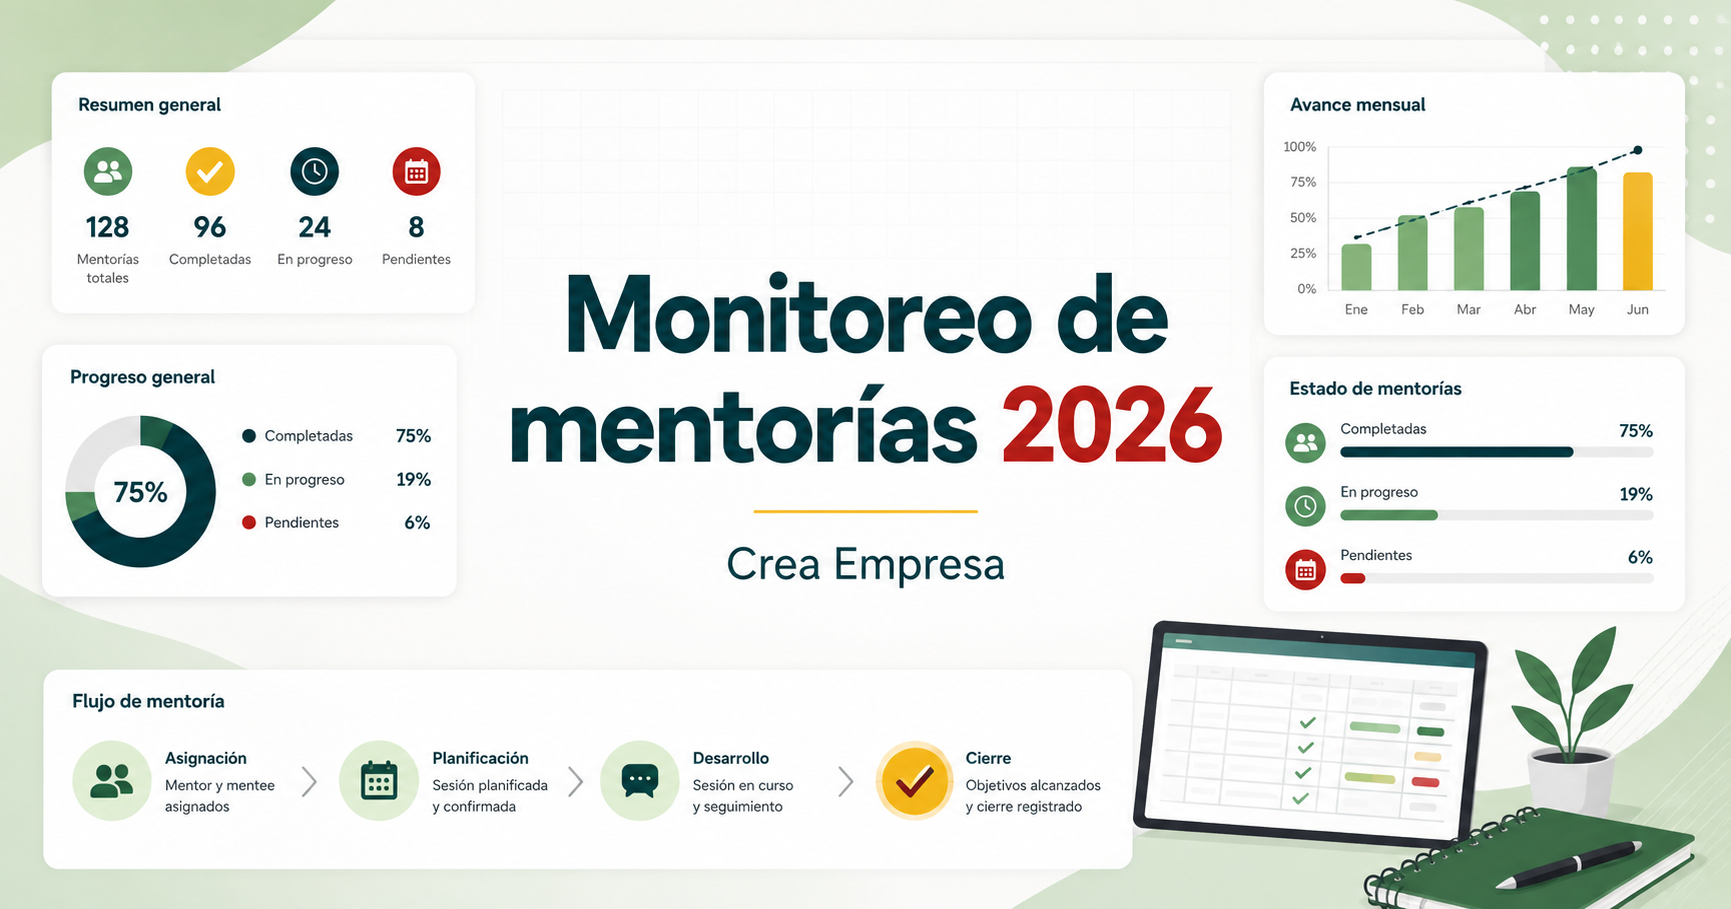 Resumen general
128
Mentorías
totales
96
Completadas
24
En progreso
8
Pendientes
Progreso general
75%
Completadas 75%
En progreso 19%
Pendientes 6%
Monitoreo de
mentorías 2026
Crea Empresa
Avance mensual
100%
75%
50%
25%
0%
Ene Feb Mar Abr May Jun
Estado de mentorías
Completadas 75%
En progreso 19%
Pendientes 6%
Flujo de mentoría
Asignación
Mentor y mentee
asignados
Planificación
Sesión planificada
y confirmada
Desarrollo
Sesión en curso
y seguimiento
Cierre
Objetivos alcanzados
y cierre registrado